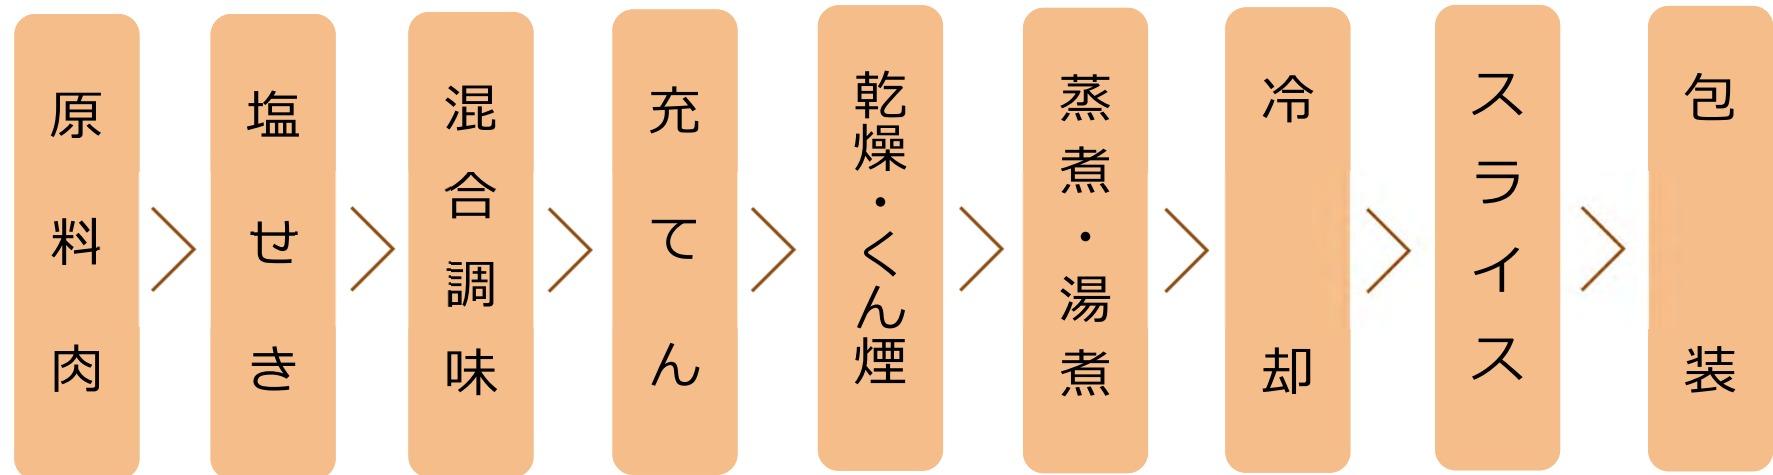 原料肉
塩せき
混合調味
充てん
乾燥・くん煙
蒸煮・湯煮
冷却
スライス
包装